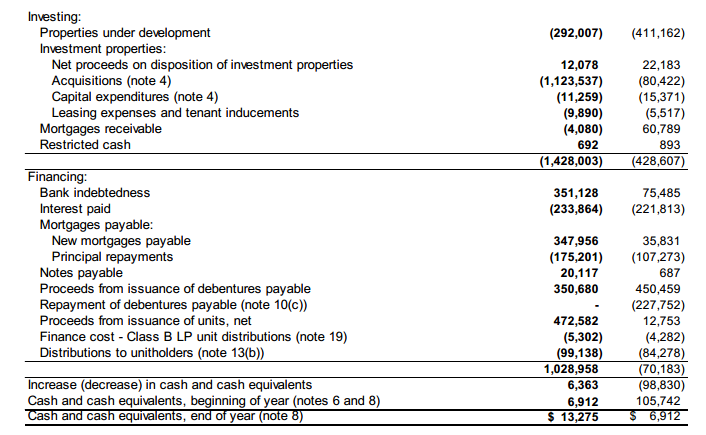 Investing:
Properties under development (292,007) (411,162)
Investment properties:
Net proceeds on disposition of investment properties 12,078 22,183
Acquisitions (note 4) (1,123,537) (80,422)
Capital expenditures (note 4) (11,259) (15,371)
Leasing expenses and tenant inducements (9,890) (5,517)
Mortgages receivable (4,080) 60,789
Restricted cash 692 893
(1,428,003) (428,607)
Financing:
Bank indebtedness 351,128 75,485
Interest paid (233,864) (221,813)
Mortgages payable:
New mortgages payable 347,956 35,831
Principal repayments (175,201) (107,273)
Notes payable 20,117 687
Proceeds from issuance of debentures payable 350,680 450,459
Repayment of debentures payable (note 10(c)) - (227,752)
Proceeds from issuance of units, net 472,582 12,753
Finance cost - Class B LP unit distributions (note 19) (5,302) (4,282)
Distributions to unitholders (note 13(b)) (99,138) (84,278)
1,028,958 (70,183)
Increase (decrease) in cash and cash equivalents 6,363 (98,830)
Cash and cash equivalents, beginning of year (notes 6 and 8) 6,912 105,742
Cash and cash equivalents, end of year (note 8) $ 13,275 $ 6,912